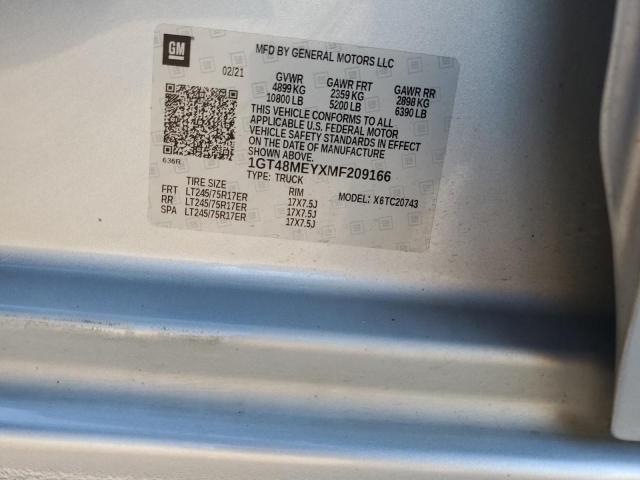 GM
MFD BY GENERAL MOTORS LLC
02/21
GVWR GAWR FRT GAWR RR
4899 KG 2359 KG 2898 KG
10800 LB 5200 LB 6390 LB
THIS VEHICLE CONFORMS TO ALL
APPLICABLE U.S. FEDERAL MOTOR
VEHICLE SAFETY STANDARDS IN EFFECT
ON THE DATE OF MANUFACTURE
SHOWN ABOVE.
636R
1GT48MEYXMF209166
TYPE: TRUCK
MODEL: X6TC20743
TIRE SIZE RIM
FRT LT245/75R17ER 17X7.5J
RR LT245/75R17ER 17X7.5J
SPA LT245/75R17ER 17X7.5J